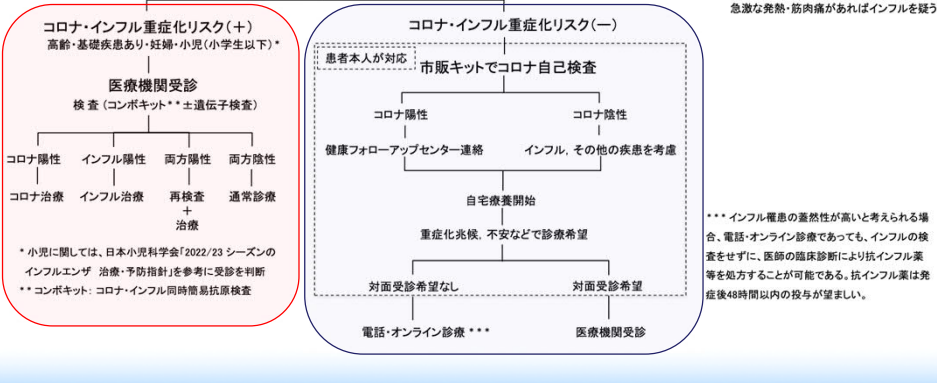 急激な発熱・筋肉痛があればインフルを疑う
コロナ・インフル重症化リスク(+)
高齢・基礎疾患あり・妊婦・小児(小学生以下)*
医療機関受診
検査(コンボキット**±遺伝子検査)
コロナ陽性 インフル陽性 両方陽性 両方陰性
コロナ治療 インフル治療 再検査 通常診療
+
治療
* 小児に関しては、日本小児科学会「2022/23 シーズンの
インフルエンザ 治療・予防指針」を参考に受診を判断
** コンボキット: コロナ・インフル同時簡易抗原検査
コロナ・インフル重症化リスク(ー)
患者本人が対応
市販キットでコロナ自己検査
コロナ陽性 コロナ陰性
健康フォローアップセンター連絡 インフル, その他の疾患を考慮
自宅療養開始
重症化兆候, 不安などで診療希望
対面受診希望なし 対面受診希望
電話・オンライン診療 *** 医療機関受診
*** インフル罹患の蓋然性が高いと考えられる場
合、電話・オンライン診療であっても、インフルの検
査をせずに、医師の臨床診断により抗インフル薬
等を処方することが可能である。抗インフル薬は発
症後48時間以内の投与が望ましい。